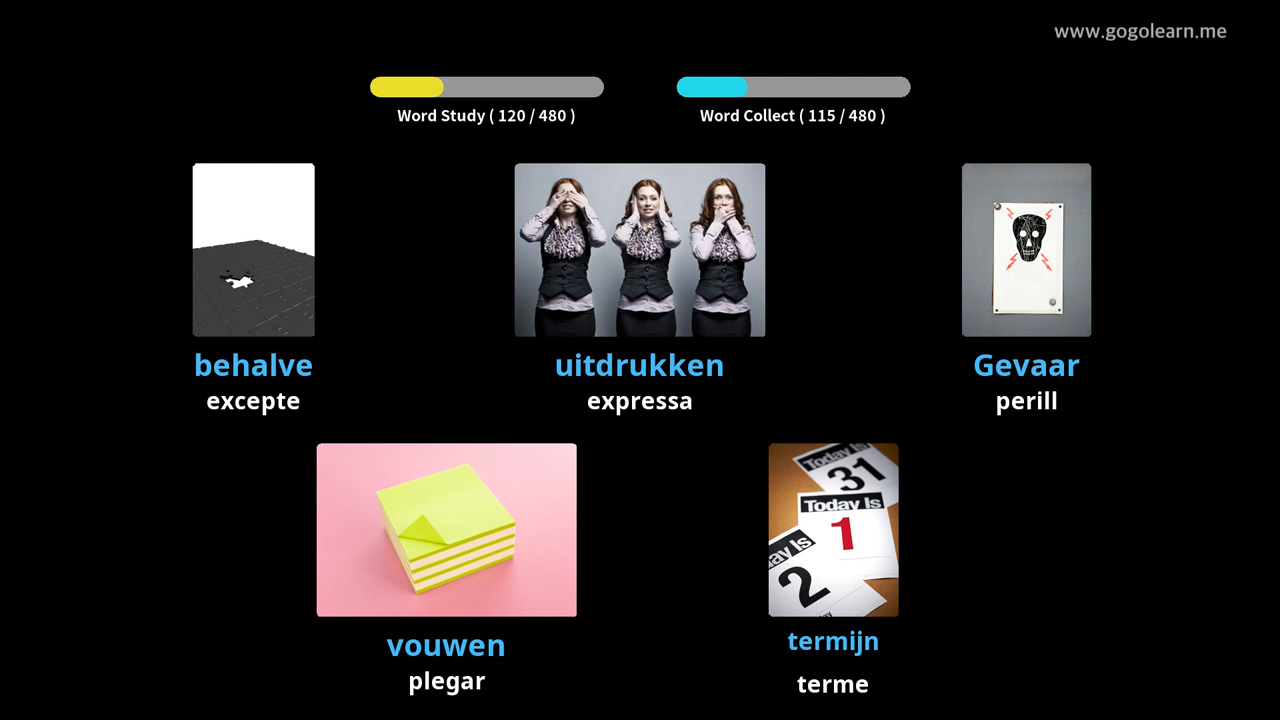 www.gogolearn.me
Word Study ( 120 / 480 )
Word Collect ( 115 / 480 )
behalve
excepte
uitdrukken
expressa
Gevaar
perill
Today Is
31
Today Is
1
ay Is
2
vouwen
plegar
termijn
terme